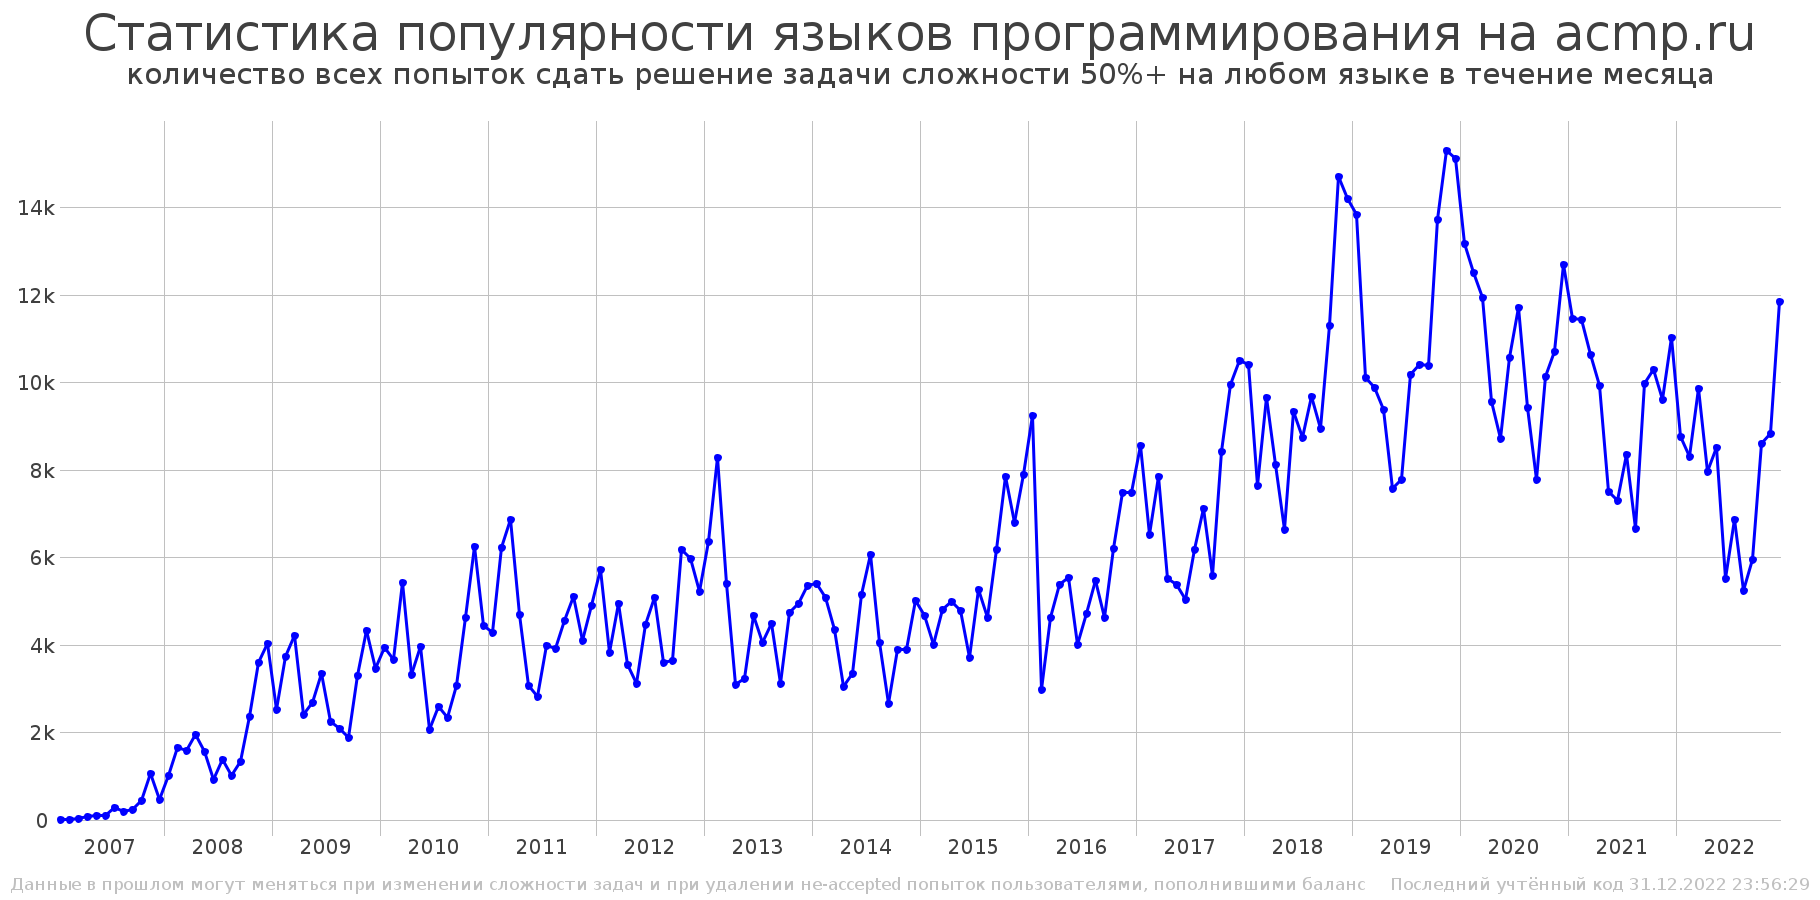 Статистика популярности языков программирования на acmp.ru
количество всех попыток сдать решение задачи сложности 50%+ на любом языке в течение месяца
14k
12k
10k
8k
6k
4k
2k
0
2007 2008 2009 2010 2011 2012 2013 2014 2015 2016 2017 2018 2019 2020 2021 2022
Данные в прошлом могут меняться при изменении сложности задач и при удалении не-accepted попыток пользователями, пополнившими баланс Последний учтённый код 31.12.2022 23:56:29